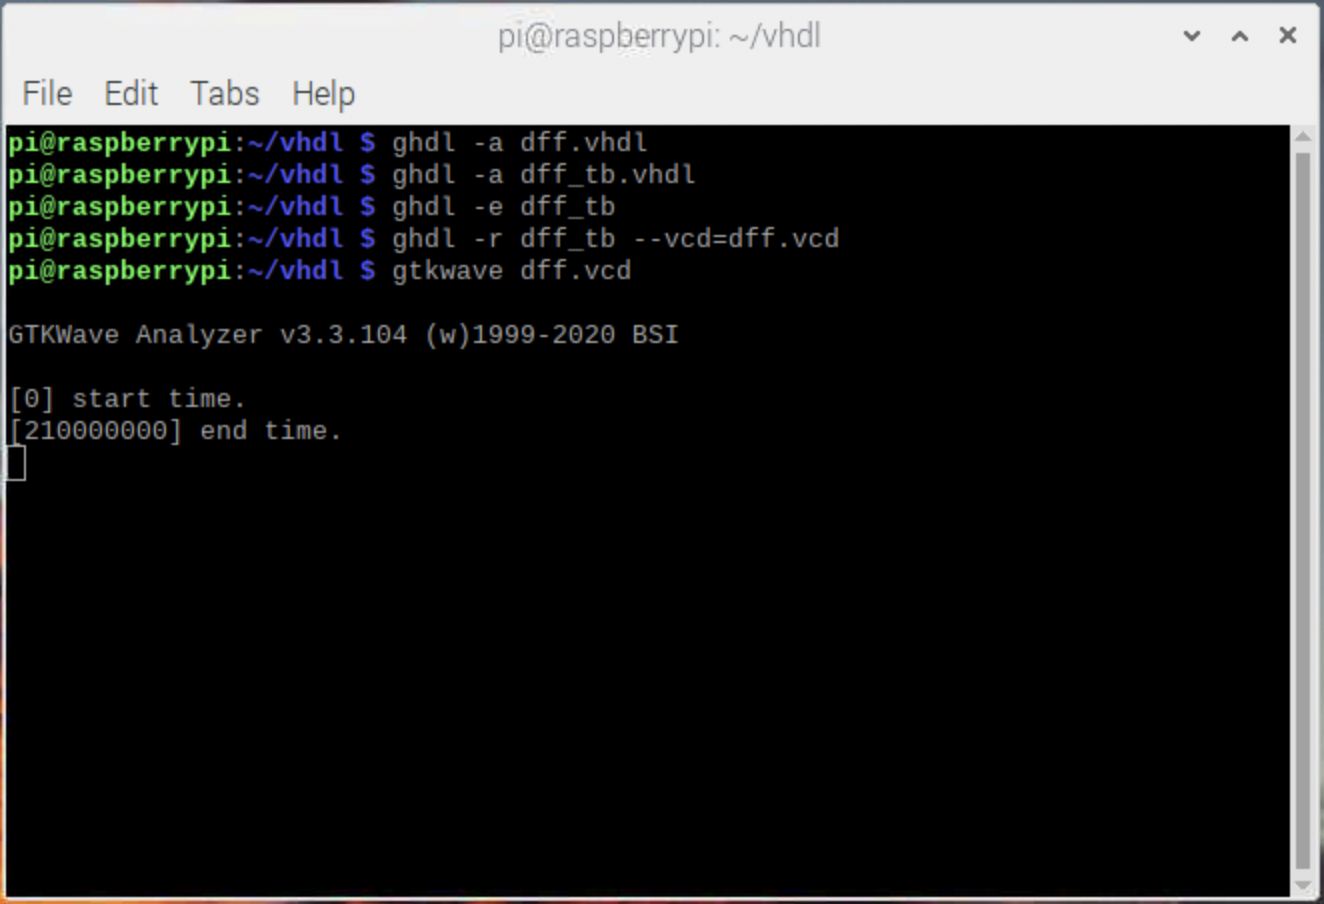 pi@raspberrypi: ~/vhdl
File Edit Tabs Help
pi@raspberrypi:~/vhdl $ ghdl -a dff.vhdl
pi@raspberrypi:~/vhdl $ ghdl -a dff_tb.vhdl
pi@raspberrypi:~/vhdl $ ghdl -e dff_tb
pi@raspberrypi:~/vhdl $ ghdl -r dff_tb --vcd=dff.vcd
pi@raspberrypi:~/vhdl $ gtkwave dff.vcd
GTKWave Analyzer v3.3.104 (w)1999-2020 BSI
[0] start time.
[210000000] end time.